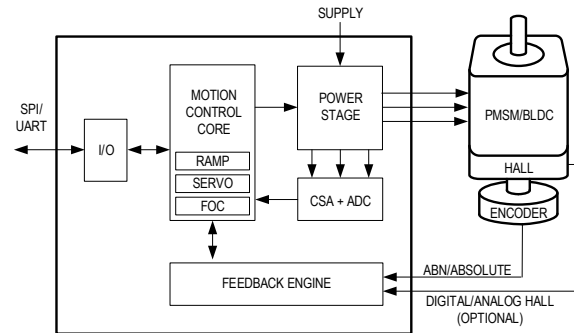 SUPPLY
SPI/
UART
I/O
MOTION
CONTROL
CORE
RAMP
SERVO
FOC
POWER
STAGE
CSA + ADC
PMSM/BLDC
HALL
ENCODER
FEEDBACK ENGINE
ABN/ABSOLUTE
DIGITAL/ANALOG HALL
(OPTIONAL)